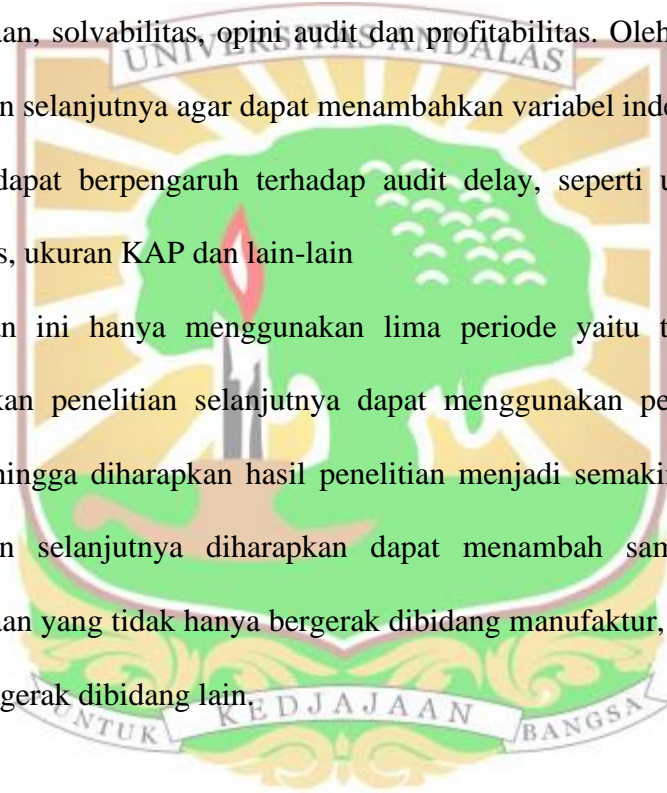 aan, solvabilitas, opini audit dan profitabilitas. Oleh
UNIVERSITAS ANDALAS
n selanjutnya agar dapat menambahkan variabel inde
dapat berpengaruh terhadap audit delay, seperti u
s, ukuran KAP dan lain-lain
an ini hanya menggunakan lima periode yaitu t
kan penelitian selanjutnya dapat menggunakan pe
hingga diharapkan hasil penelitian menjadi semaki
n selanjutnya diharapkan dapat menambah sam
aan yang tidak hanya bergerak dibidang manufaktur,
gerak dibidang lain.
UNTUK KEDJAJAAN BANGSA